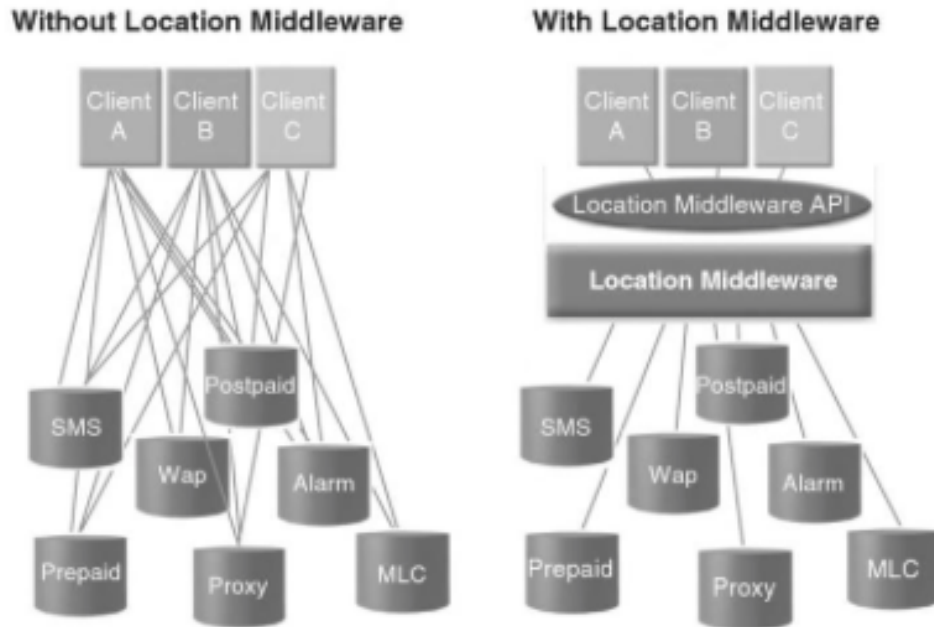 Without Location Middleware
Client
A
Client
B
Client
C
Postpaid
SMS
Wap
Alarm
Prepaid
Proxy
MLC
With Location Middleware
Client
A
Client
B
Client
C
Location Middleware API
Location Middleware
Postpaid
SMS
Wap
Alarm
Prepaid
Proxy
MLC